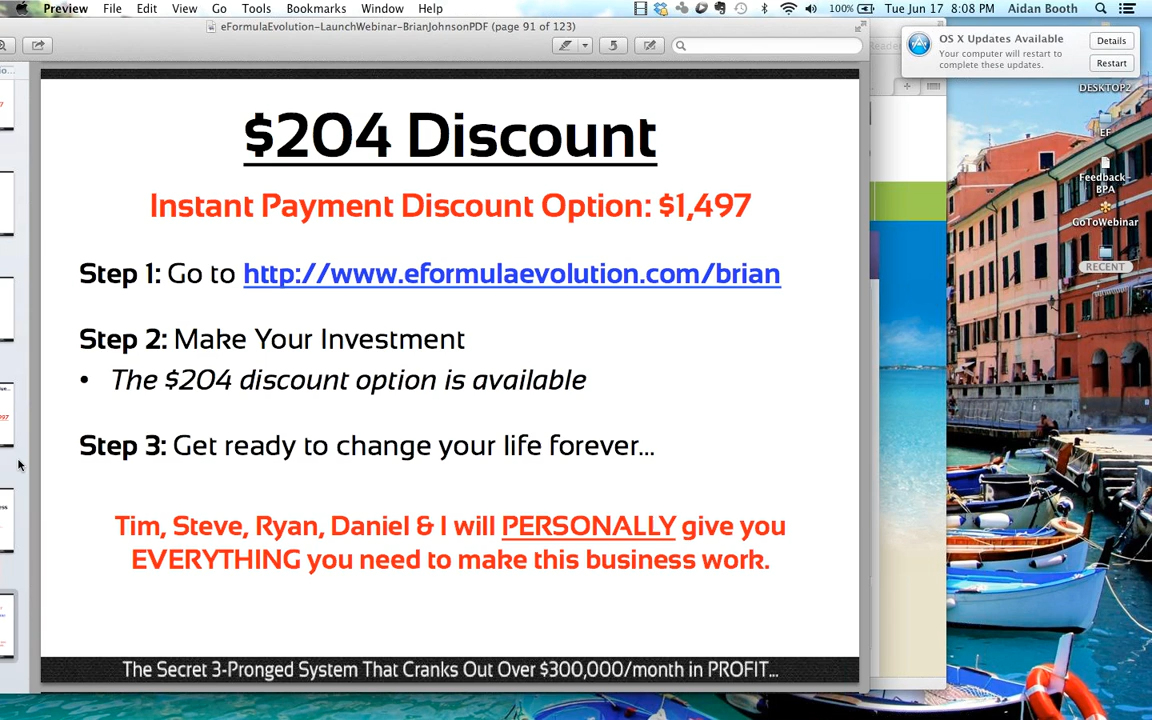 Preview File Edit View Go Tools Bookmarks Window Help 100% Tue Jun 17 8:08 PM Aidan Booth
eFormulaEvolution-LaunchWebinar-BrianJohnsonPDF (page 91 of 123)
OS X Updates Available
Your computer will restart to
complete these updates.
Details
Restart
DESKTOP2
EF
Feedback-
BPA
GoToWebinar
RECENT
$204 Discount
Instant Payment Discount Option: $1,497
Step 1: Go to http://www.eformulaevolution.com/brian
Step 2: Make Your Investment
• The $204 discount option is available
Step 3: Get ready to change your life forever...
Tim, Steve, Ryan, Daniel & I will PERSONALLY give you
EVERYTHING you need to make this business work.
The Secret 3-Pronged System That Cranks Out Over $300,000/month in PROFIT...